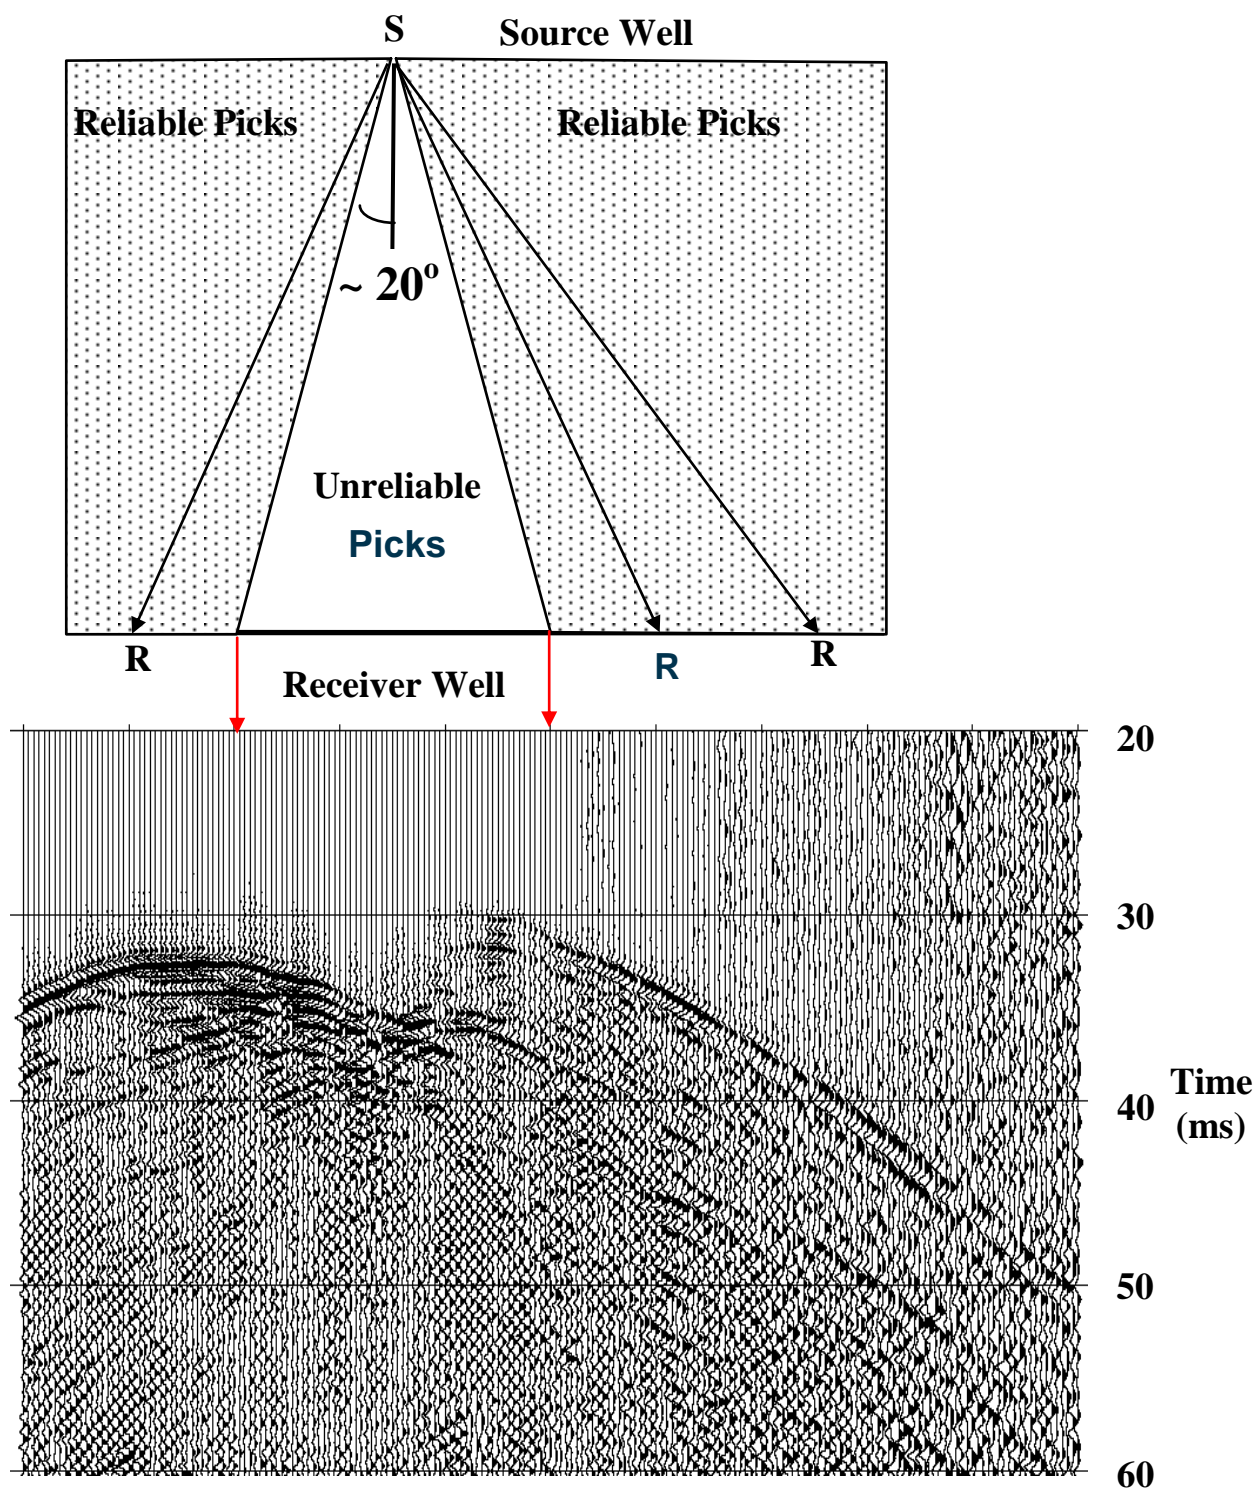 S
Source Well
Reliable Picks
Reliable Picks
~ 20°
Unreliable
Picks
R
R
R
Receiver Well
20
30
40
50
60
Time
(ms)